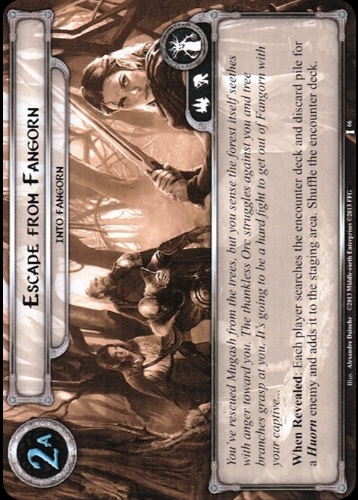 2A
ESCAPE FROM FANGORN
INTO FANGORN
You've rescued Mugash from the trees, but you sense the forest itself seethes
with anger toward you. The thankless Orc struggles against you and tree
branches grasp at you. It's going to be a hard fight to get out of Fangorn with
your captive...
When Revealed: Each player searches the encounter deck and discard pile for
a Huorn enemy and adds it to the staging area. Shuffle the encounter deck.
Illus. Alexandre Dainche ©2013 Middle-earth Enterprises ©2013 FFG 66